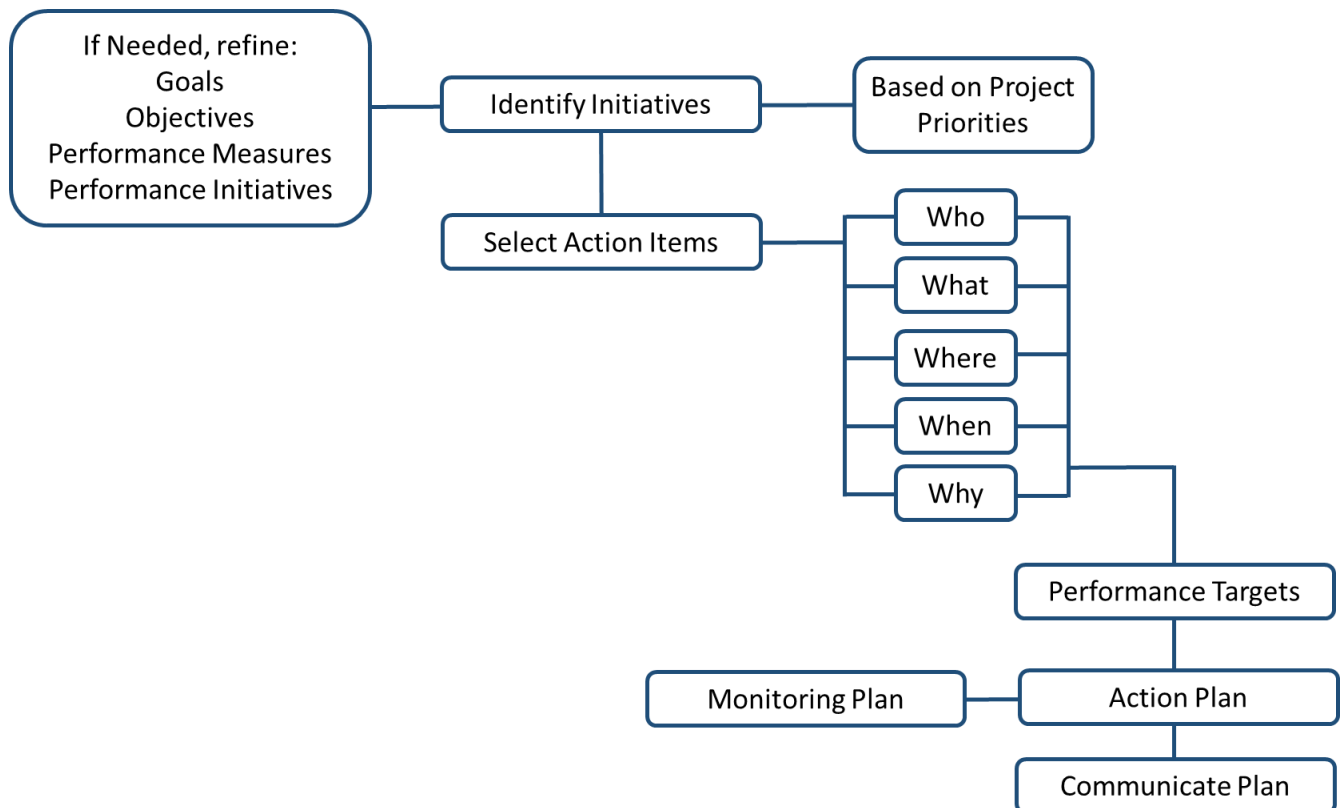 If Needed, refine:
Goals
Objectives
Performance Measures
Performance Initiatives
Identify Initiatives
Based on Project
Priorities
Select Action Items
Who
What
Where
When
Why
Performance Targets
Monitoring Plan
Action Plan
Communicate Plan